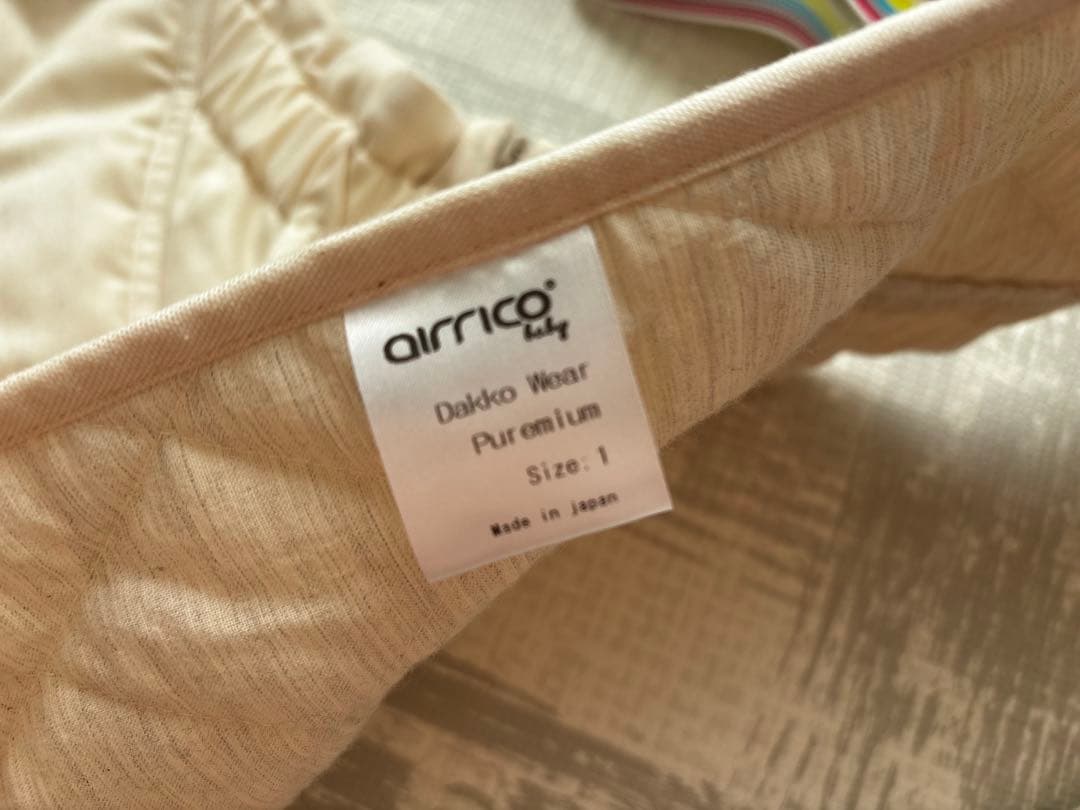 airrico®
baby
Dakko Wear
Puremium
Size:1
Made in japan